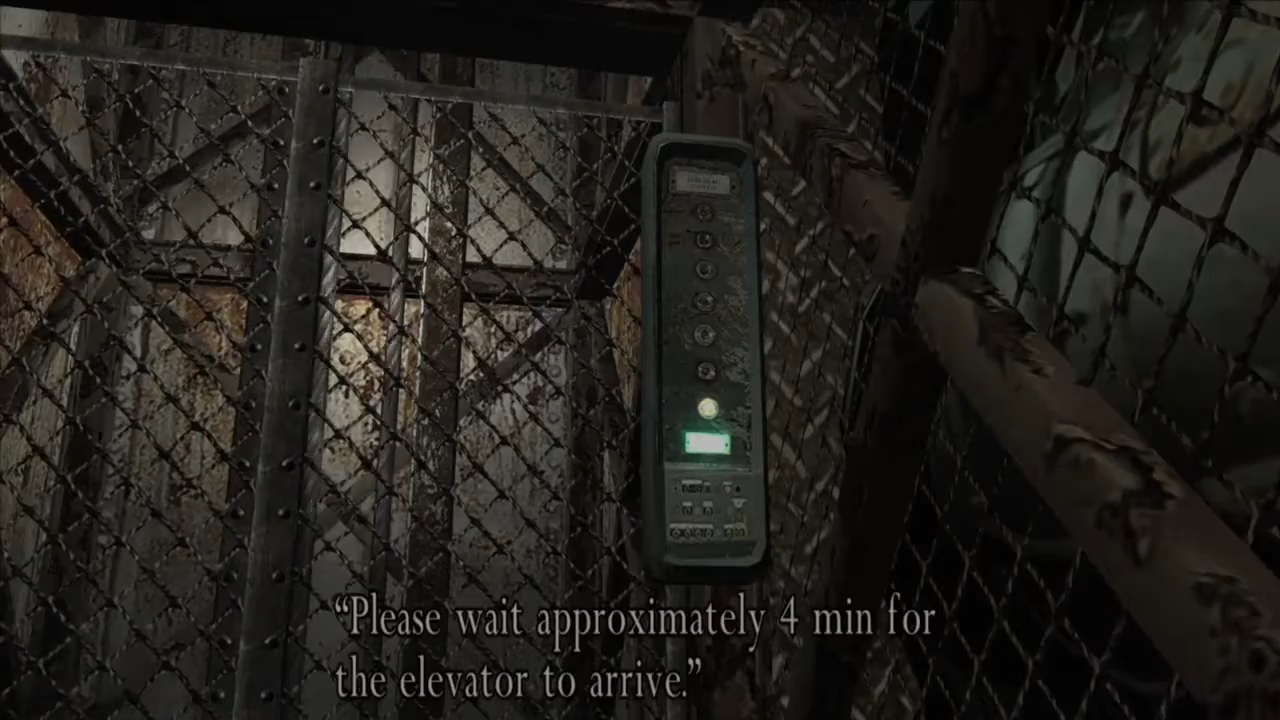 “Please wait approximately 4 min for
the elevator to arrive.”